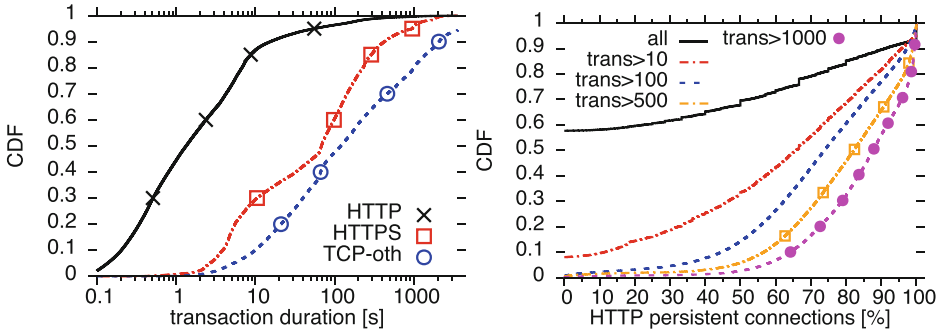 1
0.9
0.8
0.7
0.6
0.5
0.4
0.3
0.2
0.1
0
CDF
0.1 1 10 100 1000
transaction duration [s]
HTTP
HTTPS
TCP-oth
1
0.9
0.8
0.7
0.6
0.5
0.4
0.3
0.2
0.1
0
CDF
0 10 20 30 40 50 60 70 80 90 100
HTTP persistent connections [%]
all trans>1000
trans>10
trans>100
trans>500